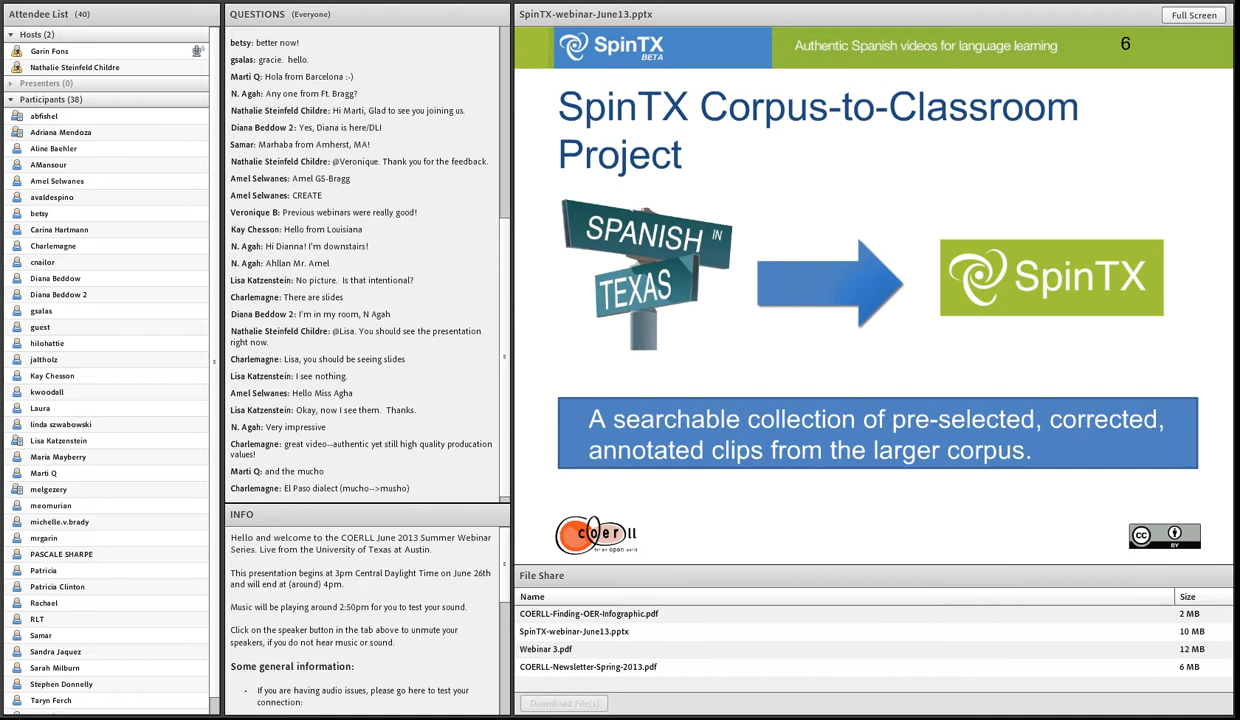 Attendee List (40)
Hosts (2)
Garin Fons
Nathalie Steinfeld Childre
Presenters (0)
Participants (38)
abfishel
Adriana Mendoza
Aline Baehler
AMansour
Amel Selwanes
avaldespino
betsy
Carina Hartmann
Charlemagne
cnailor
Diana Beddow
Diana Beddow 2
gsalas
guest
hilohattie
jaltholz
Kay Chesson
kwoodall
Laura
linda szwabowski
Lisa Katzenstein
Maria Mayberry
Marti Q
melgezery
meomurian
michelle.v.brady
mrgarin
PASCALE SHARPE
Patricia
Patricia Clinton
Rachael
RLT
Samar
Sandra Jaquez
Sarah Milburn
Stephen Donnelly
Taryn Ferch
QUESTIONS (Everyone)
betsy: better now!
gsalas: gracie. hello.
Marti Q: Hola from Barcelona :-)
N. Agah: Any one from Ft. Bragg?
Nathalie Steinfeld Childre: Hi Marti, Glad to see you joining us.
Diana Beddow 2: Yes, Diana is here/DLI
Samar: Marhaba from Amherst, MA!
Nathalie Steinfeld Childre: @Veronique. Thank you for the feedback.
Amel Selwanes: Amel GS-Bragg
Amel Selwanes: CREATE
Veronique B: Previous webinars were really good!
Kay Chesson: Hello from Louisiana
N. Agah: Hi Dianna! I'm downstairs!
N. Agah: Ahllan Mr. Amel
Lisa Katzenstein: No picture. Is that intentional?
Charlemagne: There are slides
Diana Beddow 2: I'm in my room, N Agah
Nathalie Steinfeld Childre: @Lisa. You should see the presentation
right now.
Charlemagne: Lisa, you should be seeing slides
Lisa Katzenstein: I see nothing.
Amel Selwanes: Hello Miss Agha
Lisa Katzenstein: Okay, now I see them. Thanks.
N. Agah: Very impressive
Charlemagne: great video--authentic yet still high quality producation
values!
Marti Q: and the mucho
Charlemagne: El Paso dialect (mucho-->musho)
INFO
Hello and welcome to the COERLL June 2013 Summer Webinar
Series. Live from the University of Texas at Austin.
This presentation begins at 3pm Central Daylight Time on June 26th
and will end at (around) 4pm.
Music will be playing around 2:50pm for you to test your sound.
Click on the speaker button in the tab above to unmute your
speakers, if you do not hear music or sound.
Some general information:
If you are having audio issues, please go here to test your
connection:
SpinTX-webinar-June13.pptx
Full Screen
SpinTX
BETA
Authentic Spanish videos for language learning
6
SpinTX Corpus-to-Classroom
Project
SPANISH IN
TEXAS
SpinTX
A searchable collection of pre-selected, corrected,
annotated clips from the larger corpus.
coerll
for an open world
cc
BY
File Share
Name Size
COERLL-Finding-OER-Infographic.pdf 2 MB
SpinTX-webinar-June13.pptx 10 MB
Webinar 3.pdf 12 MB
COERLL-Newsletter-Spring-2013.pdf 6 MB
Download File(s)